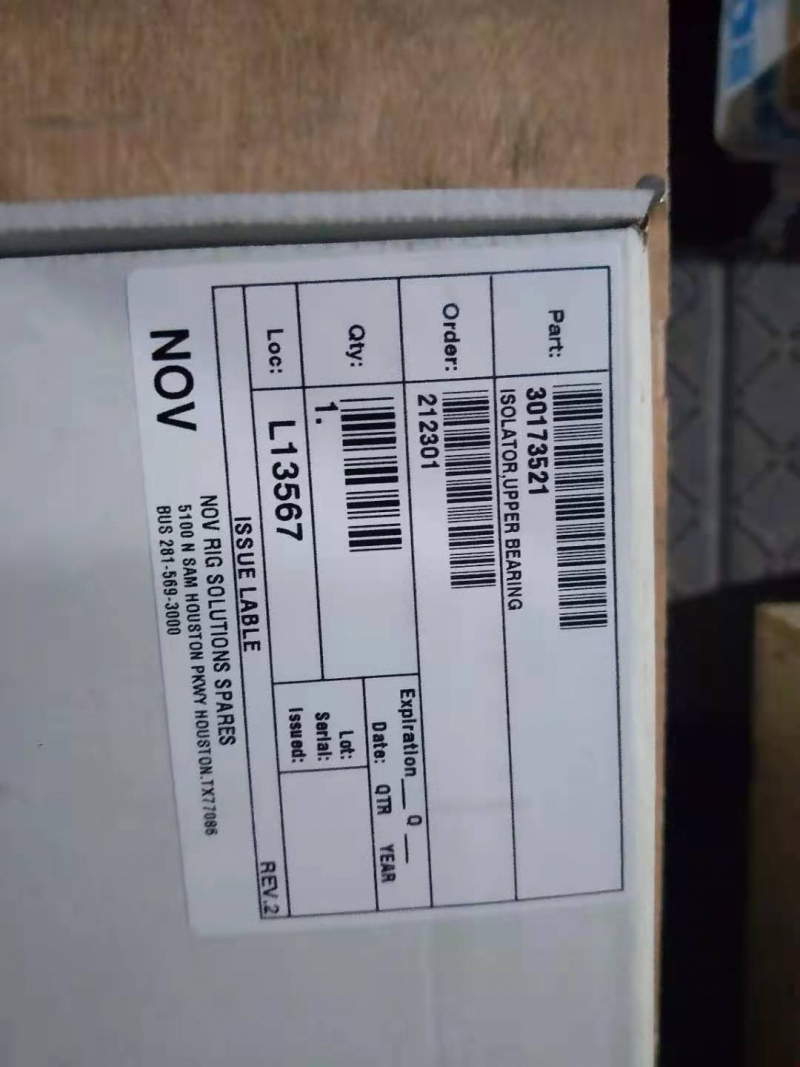 Part:
30173521
ISOLATOR,UPPER BEARING
Order:
212301
Expiration__Q__
Date: QTR YEAR
Qty:
1.
Lot:
Serial:
Issued:
Loc:
L13567
ISSUE LABLE
REV.2
NOV
NOV RIG SOLUTIONS SPARES
5100 N SAM HOUSTON PKWY HOUSTON.TX77086
BUS 281-569-3000